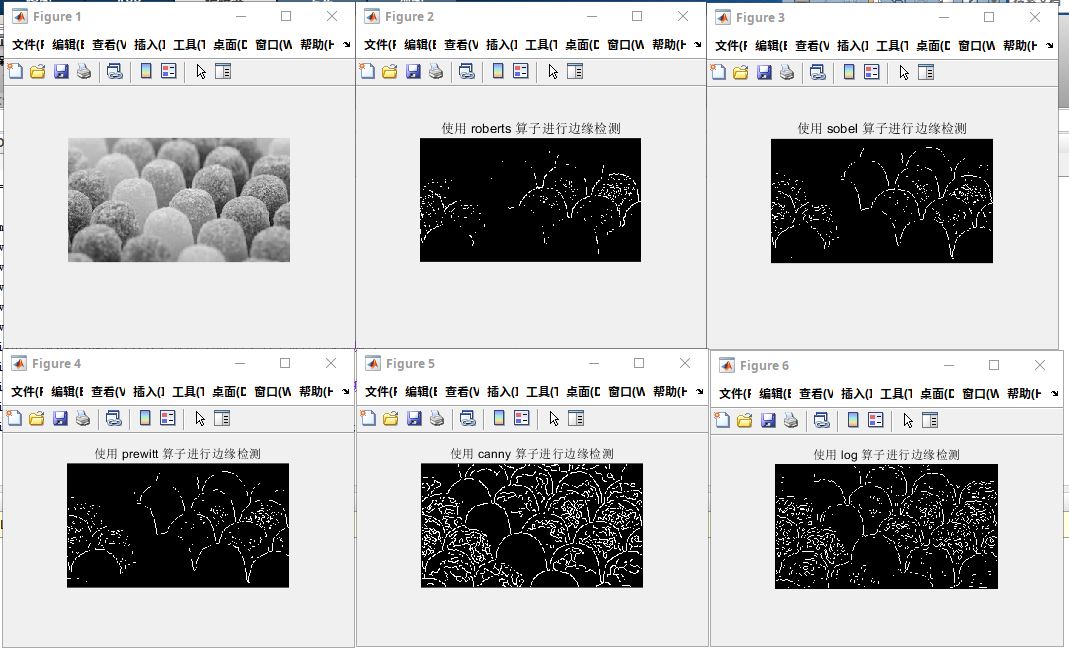 Figure 1
文件(F 编辑(E 查看(V 插入(I 工具(T 桌面(D 窗口(W 帮助(H
Figure 2
文件(F 编辑(E 查看(V 插入(I 工具(T 桌面(D 窗口(W 帮助(H
使用 roberts 算子进行边缘检测
Figure 3
文件(F 编辑(E 查看(V 插入(I 工具(T 桌面(D 窗口(W 帮助(H
使用 sobel 算子进行边缘检测
Figure 4
文件(F 编辑(E 查看(V 插入(I 工具(T 桌面(D 窗口(W 帮助(H
使用 prewitt 算子进行边缘检测
Figure 5
文件(F 编辑(E 查看(V 插入(I 工具(T 桌面(D 窗口(W 帮助(H
使用 canny 算子进行边缘检测
Figure 6
文件(F 编辑(E 查看(V 插入(I 工具(T 桌面(D 窗口(W 帮助(H
使用 log 算子进行边缘检测